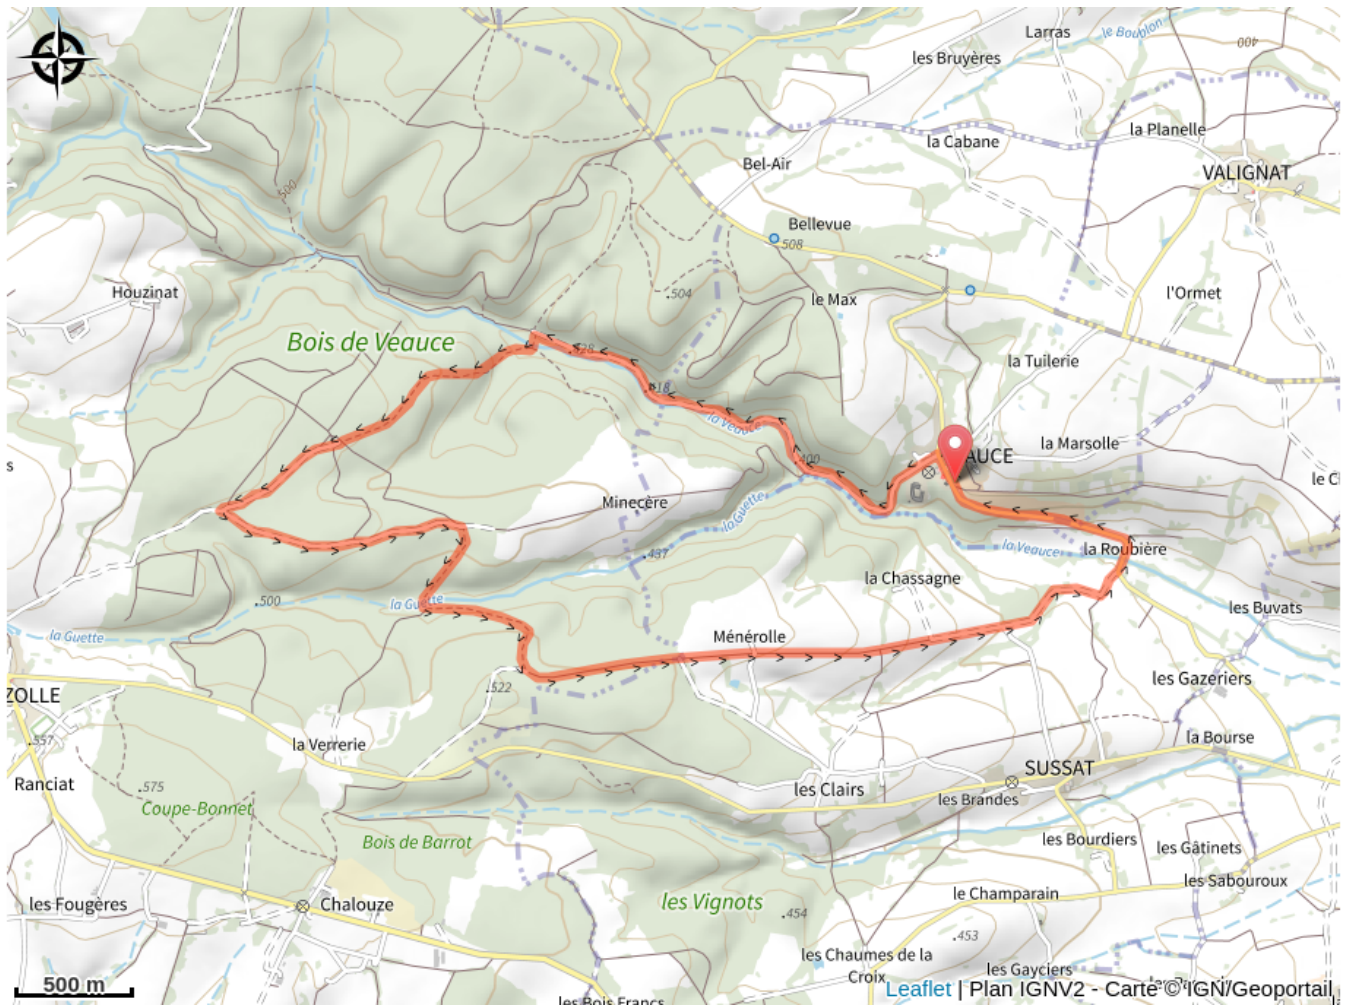 Larras
le Boublon
400
les Bruyères
la Planelle
la Cabane
Bel-Air
VALIGNAT
500
Bellevue
508
Houzinat
.504
le Max
l'Ormet
Bois de Veauce
la Tuilerie
la Veauce
la Marsolle
AUCE
400
Minecère
la Guette
.437
la Veauce
la Roubière
la Chassagne
.500
la Guette
les Buvats
la Guette
Ménérolle
.522
les Gazeriers
ZOLLE
.557
la Verrerie
la Bourse
Ranciat
.575
SUSSAT
les Clairs
les Brandes
Coupe-Bonnet
Bois de Barrot
les Bourdiers
les Gâtinets
les Sabouroux
les Fougères
Chalouze
les Vignots
le Champarain
.454
.453
les Chaumes de la
Croix
les Gayciers
500 m
les Bois Francs
Leaflet | Plan IGNV2 - Carte © IGN/Geoportail